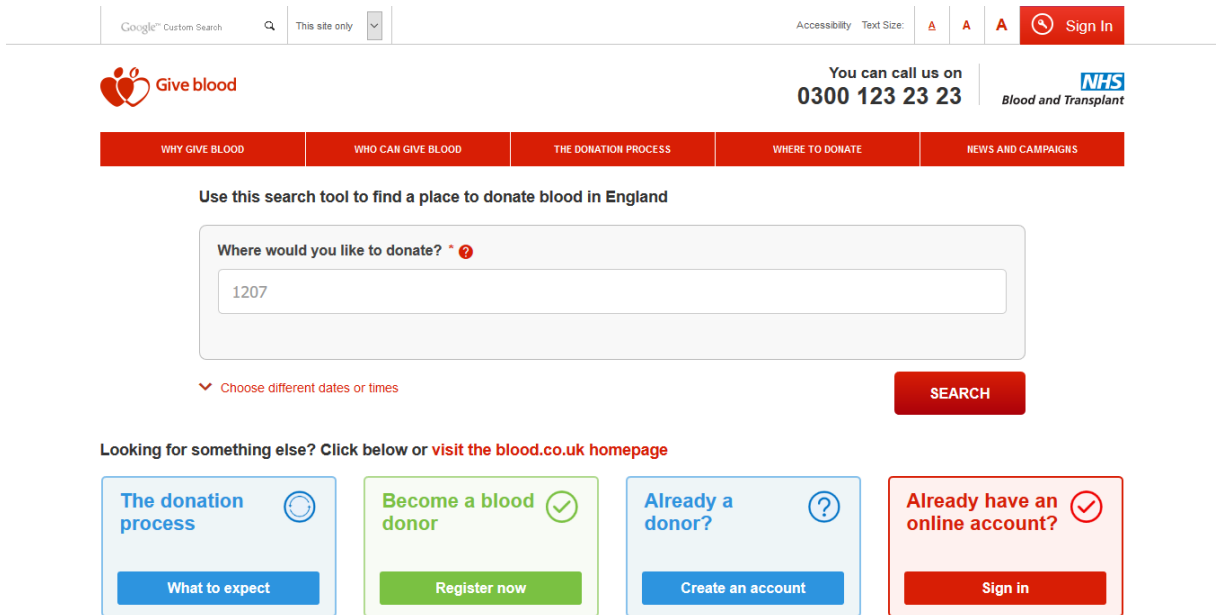 Google™ Custom Search
This site only
Accessibility Text Size: A A A Sign In
Give blood
You can call us on
0300 123 23 23
NHS
Blood and Transplant
WHY GIVE BLOOD WHO CAN GIVE BLOOD THE DONATION PROCESS WHERE TO DONATE NEWS AND CAMPAIGNS
Use this search tool to find a place to donate blood in England
Where would you like to donate? * ?
1207
Choose different dates or times
SEARCH
Looking for something else? Click below or visit the blood.co.uk homepage
The donation
process
What to expect
Become a blood
donor
Register now
Already a
donor?
?
Create an account
Already have an
online account?
Sign in